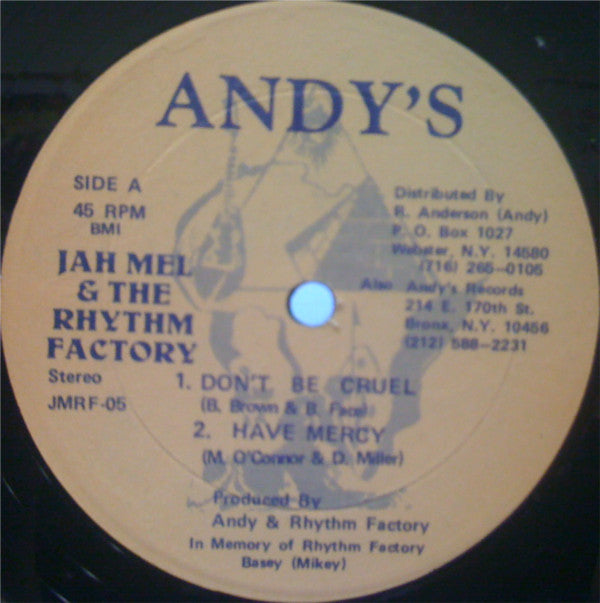 ANDY'S
SIDE A
45 RPM
BMI
JAH MEL
& THE
RHYTHM
FACTORY
Stereo
JMRF-05
Distributed By
R. Anderson (Andy)
P. O. Box 1027
Webster, N.Y. 14580
(716) 265-0105
Also Andy's Records
214 E. 170th St.
Bronx, N.Y. 10456
(212) 588-2231
1. DON'T BE CRUEL
(B. Brown & B. Face)
2. HAVE MERCY
(M. O'Connor & D. Miller)
Produced By
Andy & Rhythm Factory
In Memory of Rhythm Factory
Basey (Mikey)